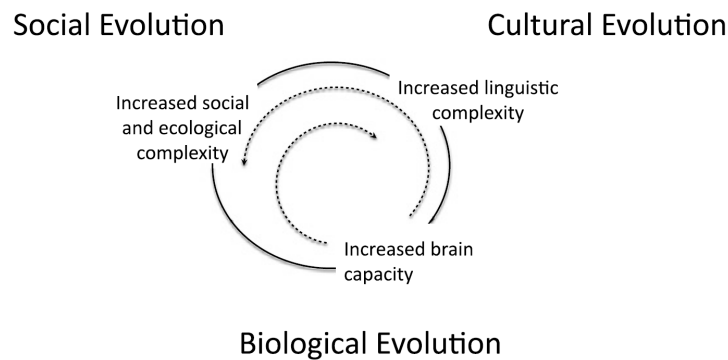 Social Evolution
Cultural Evolution
Increased linguistic
complexity
Increased social
and ecological
complexity
Increased brain
capacity
Biological Evolution